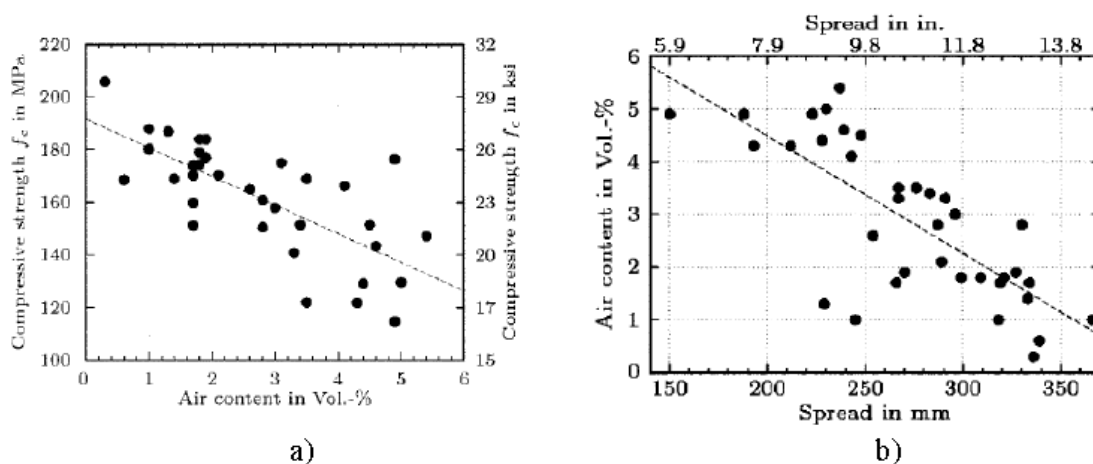 220
200
180
160
140
120
100
Compressive strength f_c in MPa
32
29
26
23
20
17
15
Compressive strength f_c in ksi
0 1 2 3 4 5 6
Air content in Vol.-%
a)
Spread in in.
5.9 7.9 9.8 11.8 13.8
6
5
4
3
2
1
0
Air content in Vol.-%
150 200 250 300 350
Spread in mm
b)